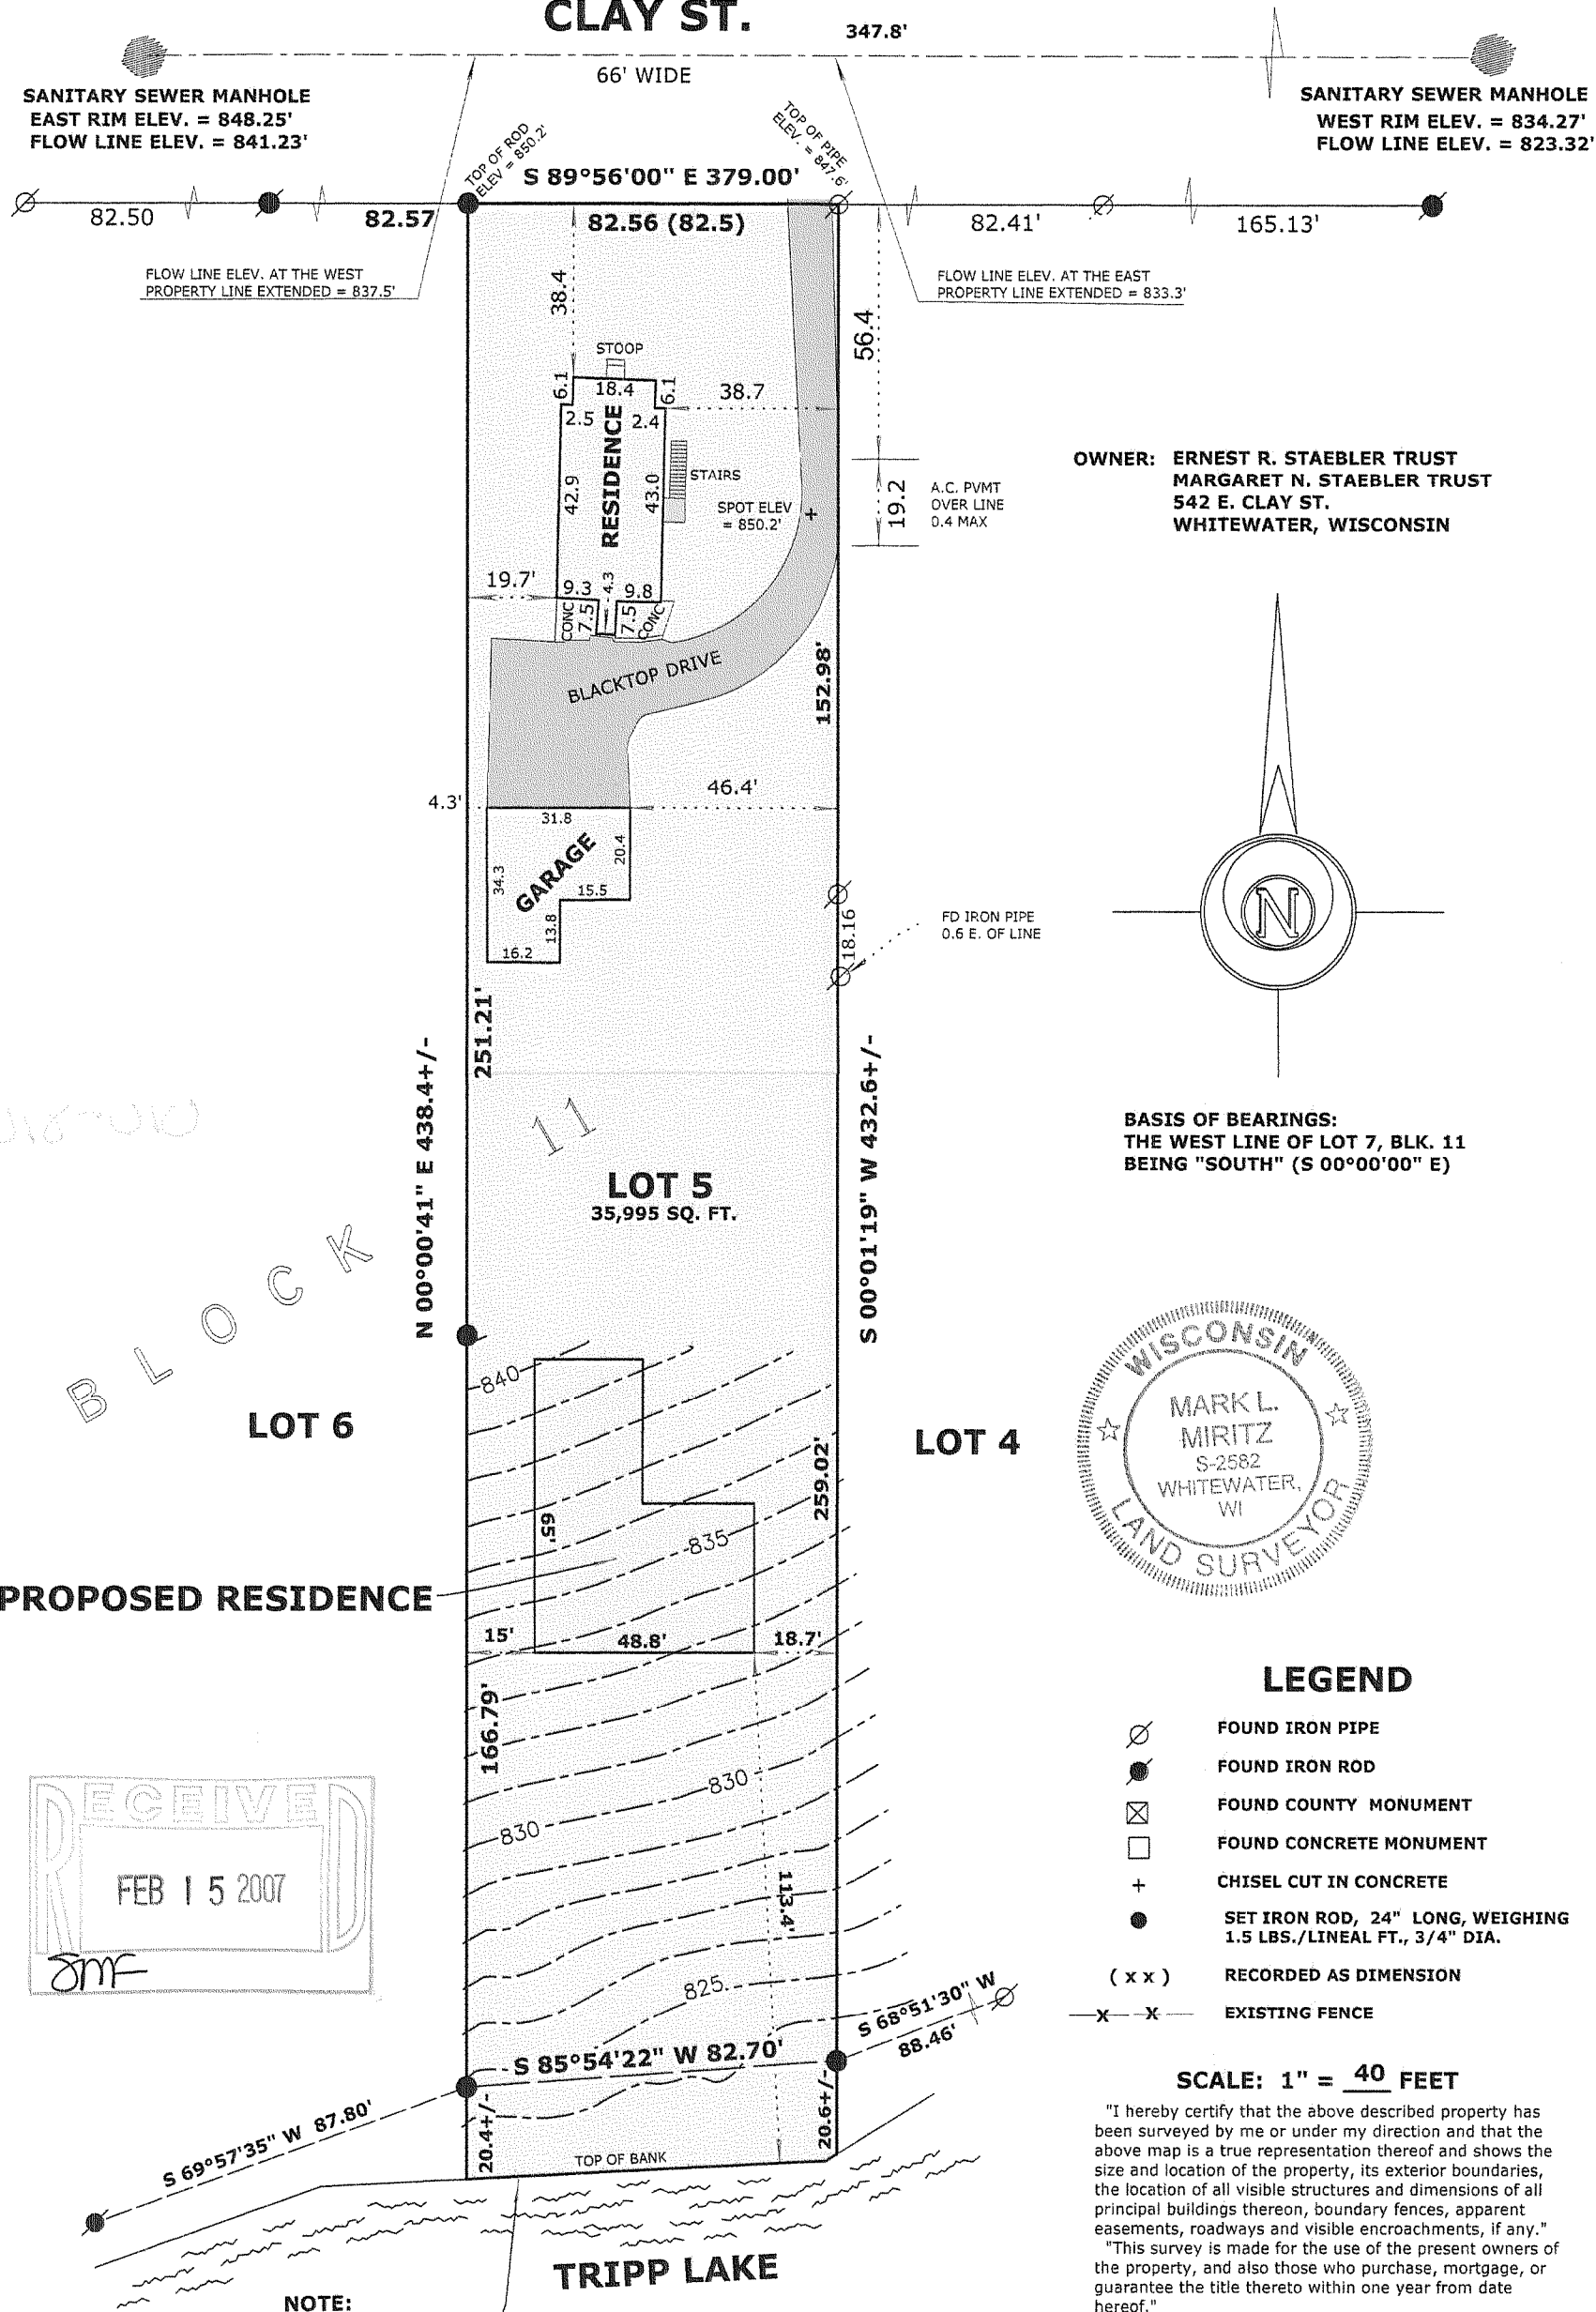 CLAY ST.
347.8'
66' WIDE
SANITARY SEWER MANHOLE
EAST RIM ELEV. = 848.25'
FLOW LINE ELEV. = 841.23'
SANITARY SEWER MANHOLE
WEST RIM ELEV. = 834.27'
FLOW LINE ELEV. = 823.32'
TOP OF ROD
ELEV = 850.2'
TOP OF PIPE
ELEV. = 847.6'
S 89°56'00" E 379.00'
82.50
82.57
82.56 (82.5)
82.41'
165.13'
FLOW LINE ELEV. AT THE WEST
PROPERTY LINE EXTENDED = 837.5'
FLOW LINE ELEV. AT THE EAST
PROPERTY LINE EXTENDED = 833.3'
38.4
56.4
STOOP
6.1
18.4
6.1
38.7
2.5
2.4
RESIDENCE
42.9
43.0
STAIRS
SPOT ELEV
= 850.2'
19.2
A.C. PVMT
OVER LINE
0.4 MAX
OWNER: ERNEST R. STAEBLER TRUST
MARGARET N. STAEBLER TRUST
542 E. CLAY ST.
WHITEWATER, WISCONSIN
19.7'
9.3
4.3
9.8
CONC
7.5
7.5
CONC
BLACKTOP DRIVE
152.98'
4.3'
46.4'
31.8
GARAGE
20.4
34.3
15.5
13.8
16.2
18.16
FD IRON PIPE
0.6 E. OF LINE
N
251.21'
N 00°00'41" E 438.4+/-
S 00°01'19" W 432.6+/-
BASIS OF BEARINGS:
THE WEST LINE OF LOT 7, BLK. 11
BEING "SOUTH" (S 00°00'00" E)
11
LOT 5
35,995 SQ. FT.
BLOCK
840
LOT 6
LOT 4
WISCONSIN
MARK L.
MIRITZ
S-2582
WHITEWATER,
WI
LAND SURVEYOR
259.02'
65'
835
PROPOSED RESIDENCE
15'
48.8'
18.7'
166.79'
830
830
113.4'
825
RECEIVED
FEB 15 2007
SMF
LEGEND
FOUND IRON PIPE
FOUND IRON ROD
FOUND COUNTY MONUMENT
FOUND CONCRETE MONUMENT
+ CHISEL CUT IN CONCRETE
SET IRON ROD, 24" LONG, WEIGHING
1.5 LBS./LINEAL FT., 3/4" DIA.
( x x ) RECORDED AS DIMENSION
x x EXISTING FENCE
S 68°51'30" W
88.46'
S 85°54'22" W 82.70'
S 69°57'35" W 87.80'
20.4+/-
20.6+/-
TOP OF BANK
TRIPP LAKE
NOTE:
SCALE: 1" = 40 FEET
"I hereby certify that the above described property has
been surveyed by me or under my direction and that the
above map is a true representation thereof and shows the
size and location of the property, its exterior boundaries,
the location of all visible structures and dimensions of all
principal buildings thereon, boundary fences, apparent
easements, roadways and visible encroachments, if any."
"This survey is made for the use of the present owners of
the property, and also those who purchase, mortgage, or
guarantee the title thereto within one year from date
hereof."